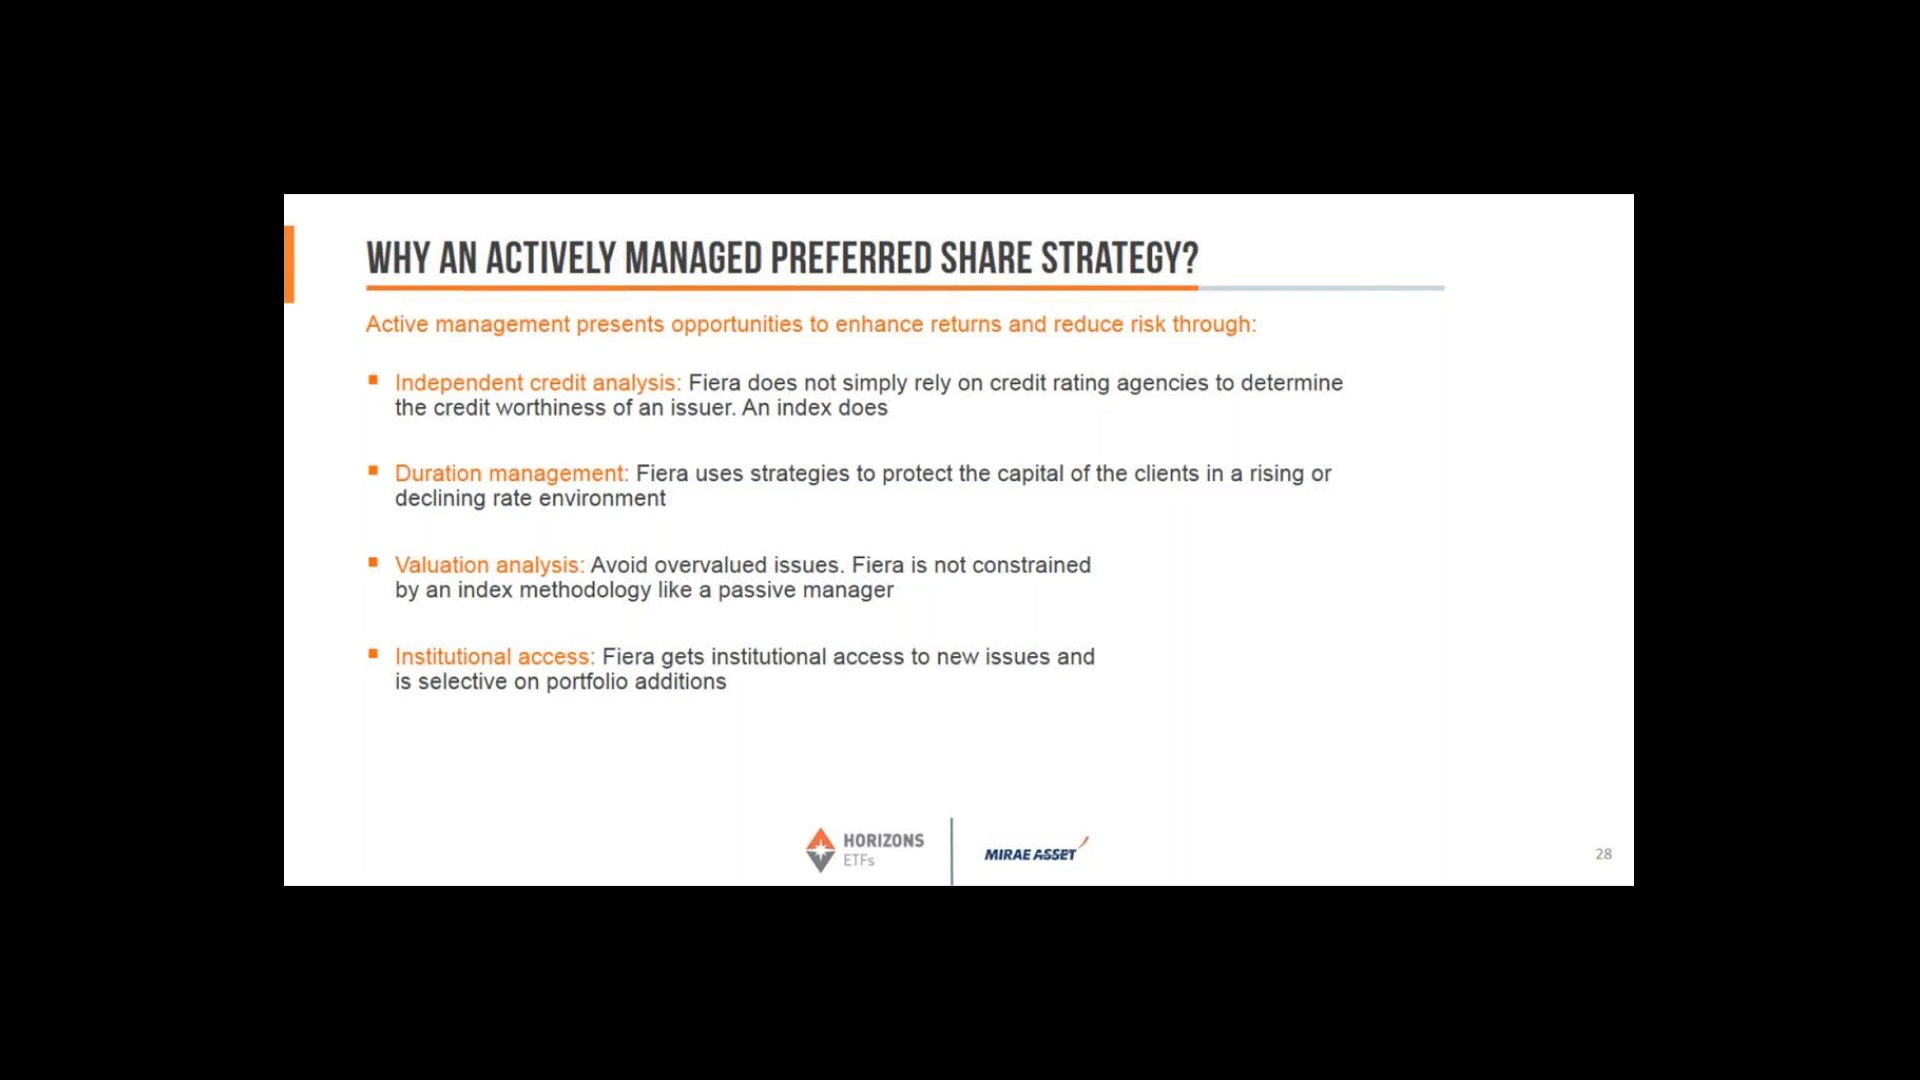 WHY AN ACTIVELY MANAGED PREFERRED SHARE STRATEGY?
Active management presents opportunities to enhance returns and reduce risk through:
▪ Independent credit analysis: Fiera does not simply rely on credit rating agencies to determine
the credit worthiness of an issuer. An index does
▪ Duration management: Fiera uses strategies to protect the capital of the clients in a rising or
declining rate environment
▪ Valuation analysis: Avoid overvalued issues. Fiera is not constrained
by an index methodology like a passive manager
▪ Institutional access: Fiera gets institutional access to new issues and
is selective on portfolio additions
HORIZONS
ETFs
MIRAE ASSET
28